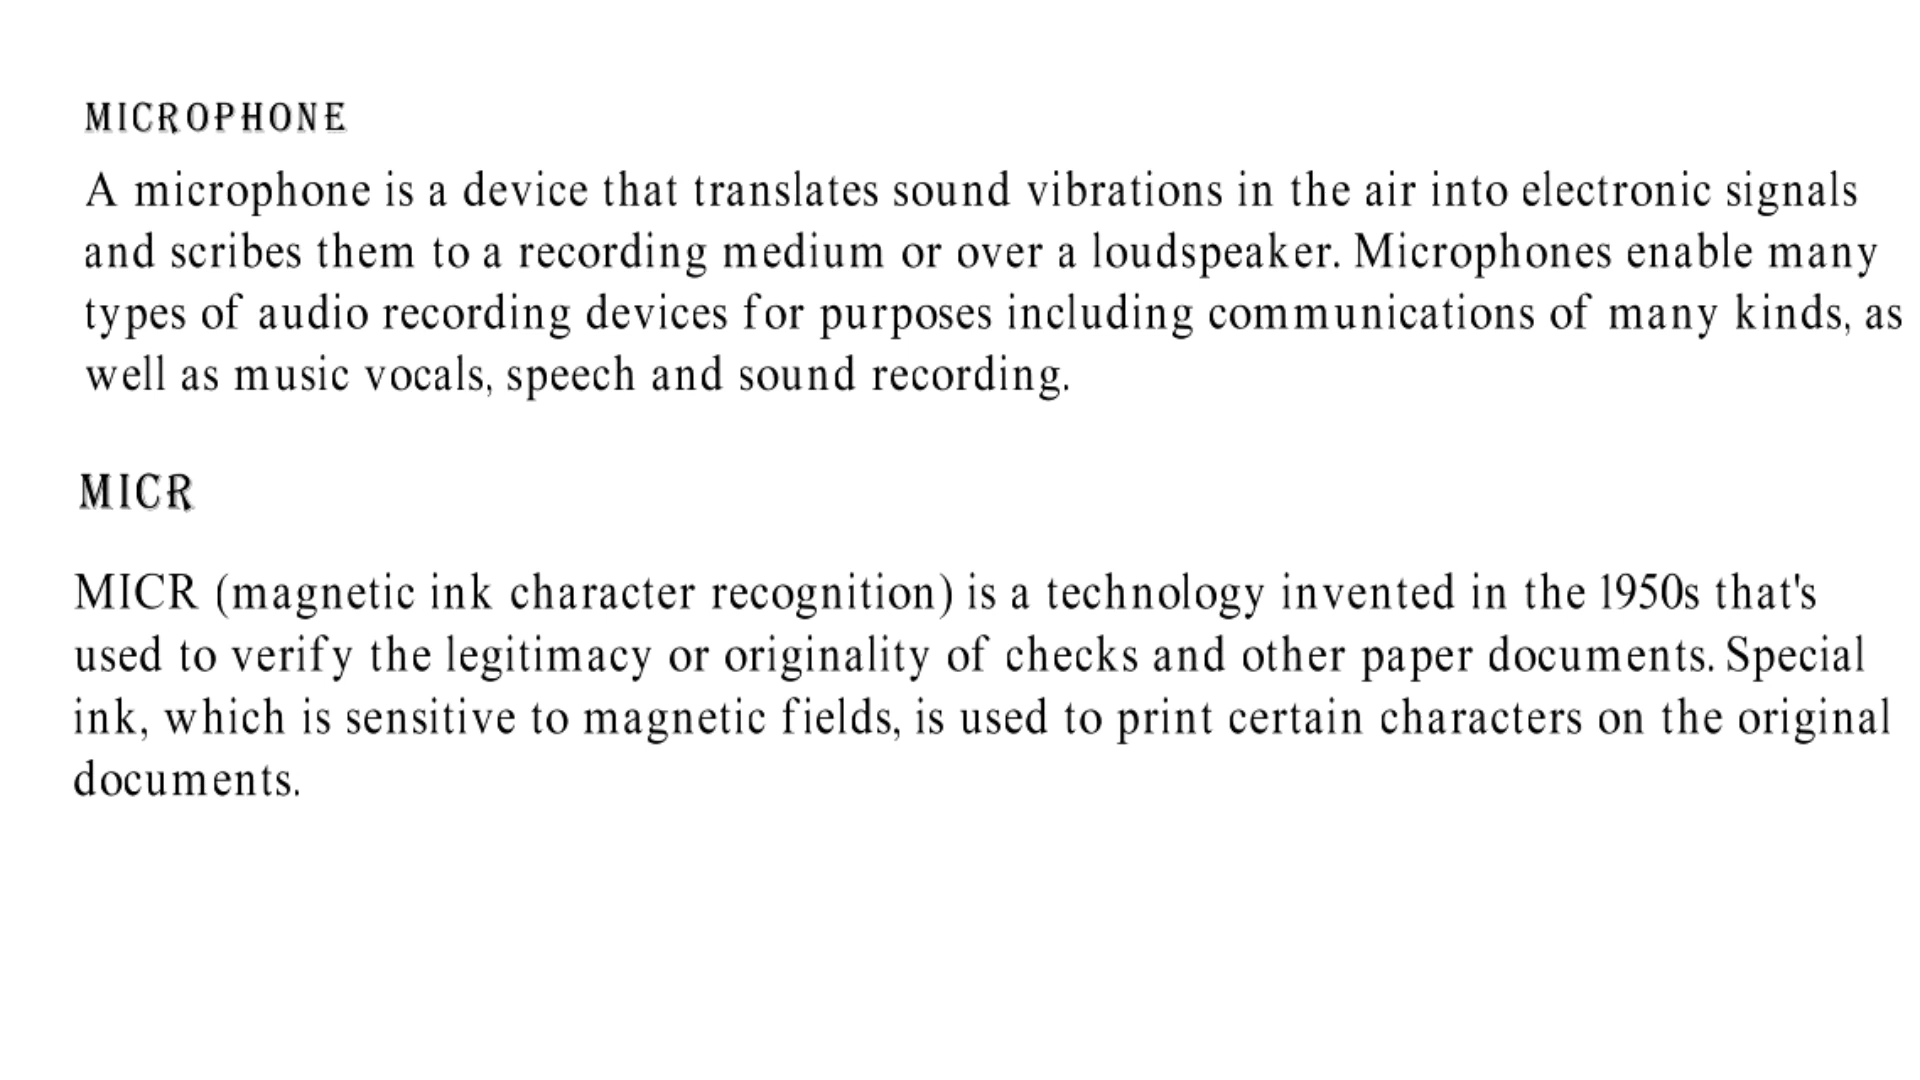 MICROPHONE
A microphone is a device that translates sound vibrations in the air into electronic signals
and scribes them to a recording medium or over a loudspeaker. Microphones enable many
types of audio recording devices for purposes including communications of many kinds, as
well as music vocals, speech and sound recording.
MICR
MICR (magnetic ink character recognition) is a technology invented in the 1950s that's
used to verify the legitimacy or originality of checks and other paper documents. Special
ink, which is sensitive to magnetic fields, is used to print certain characters on the original
documents.